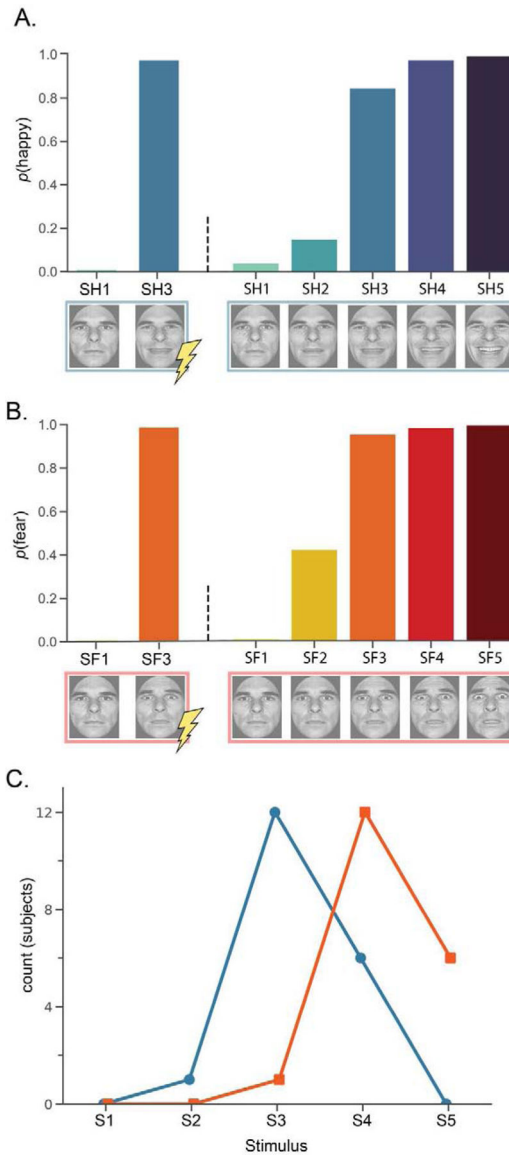 A.
1.0
0.8
0.6
0.4
0.2
0.0
p(happy)
SH1 SH3 SH1 SH2 SH3 SH4 SH5
B.
1.0
0.8
0.6
0.4
0.2
0.0
p(fear)
SF1 SF3 SF1 SF2 SF3 SF4 SF5
C.
12
8
4
0
count (subjects)
S1 S2 S3 S4 S5
Stimulus